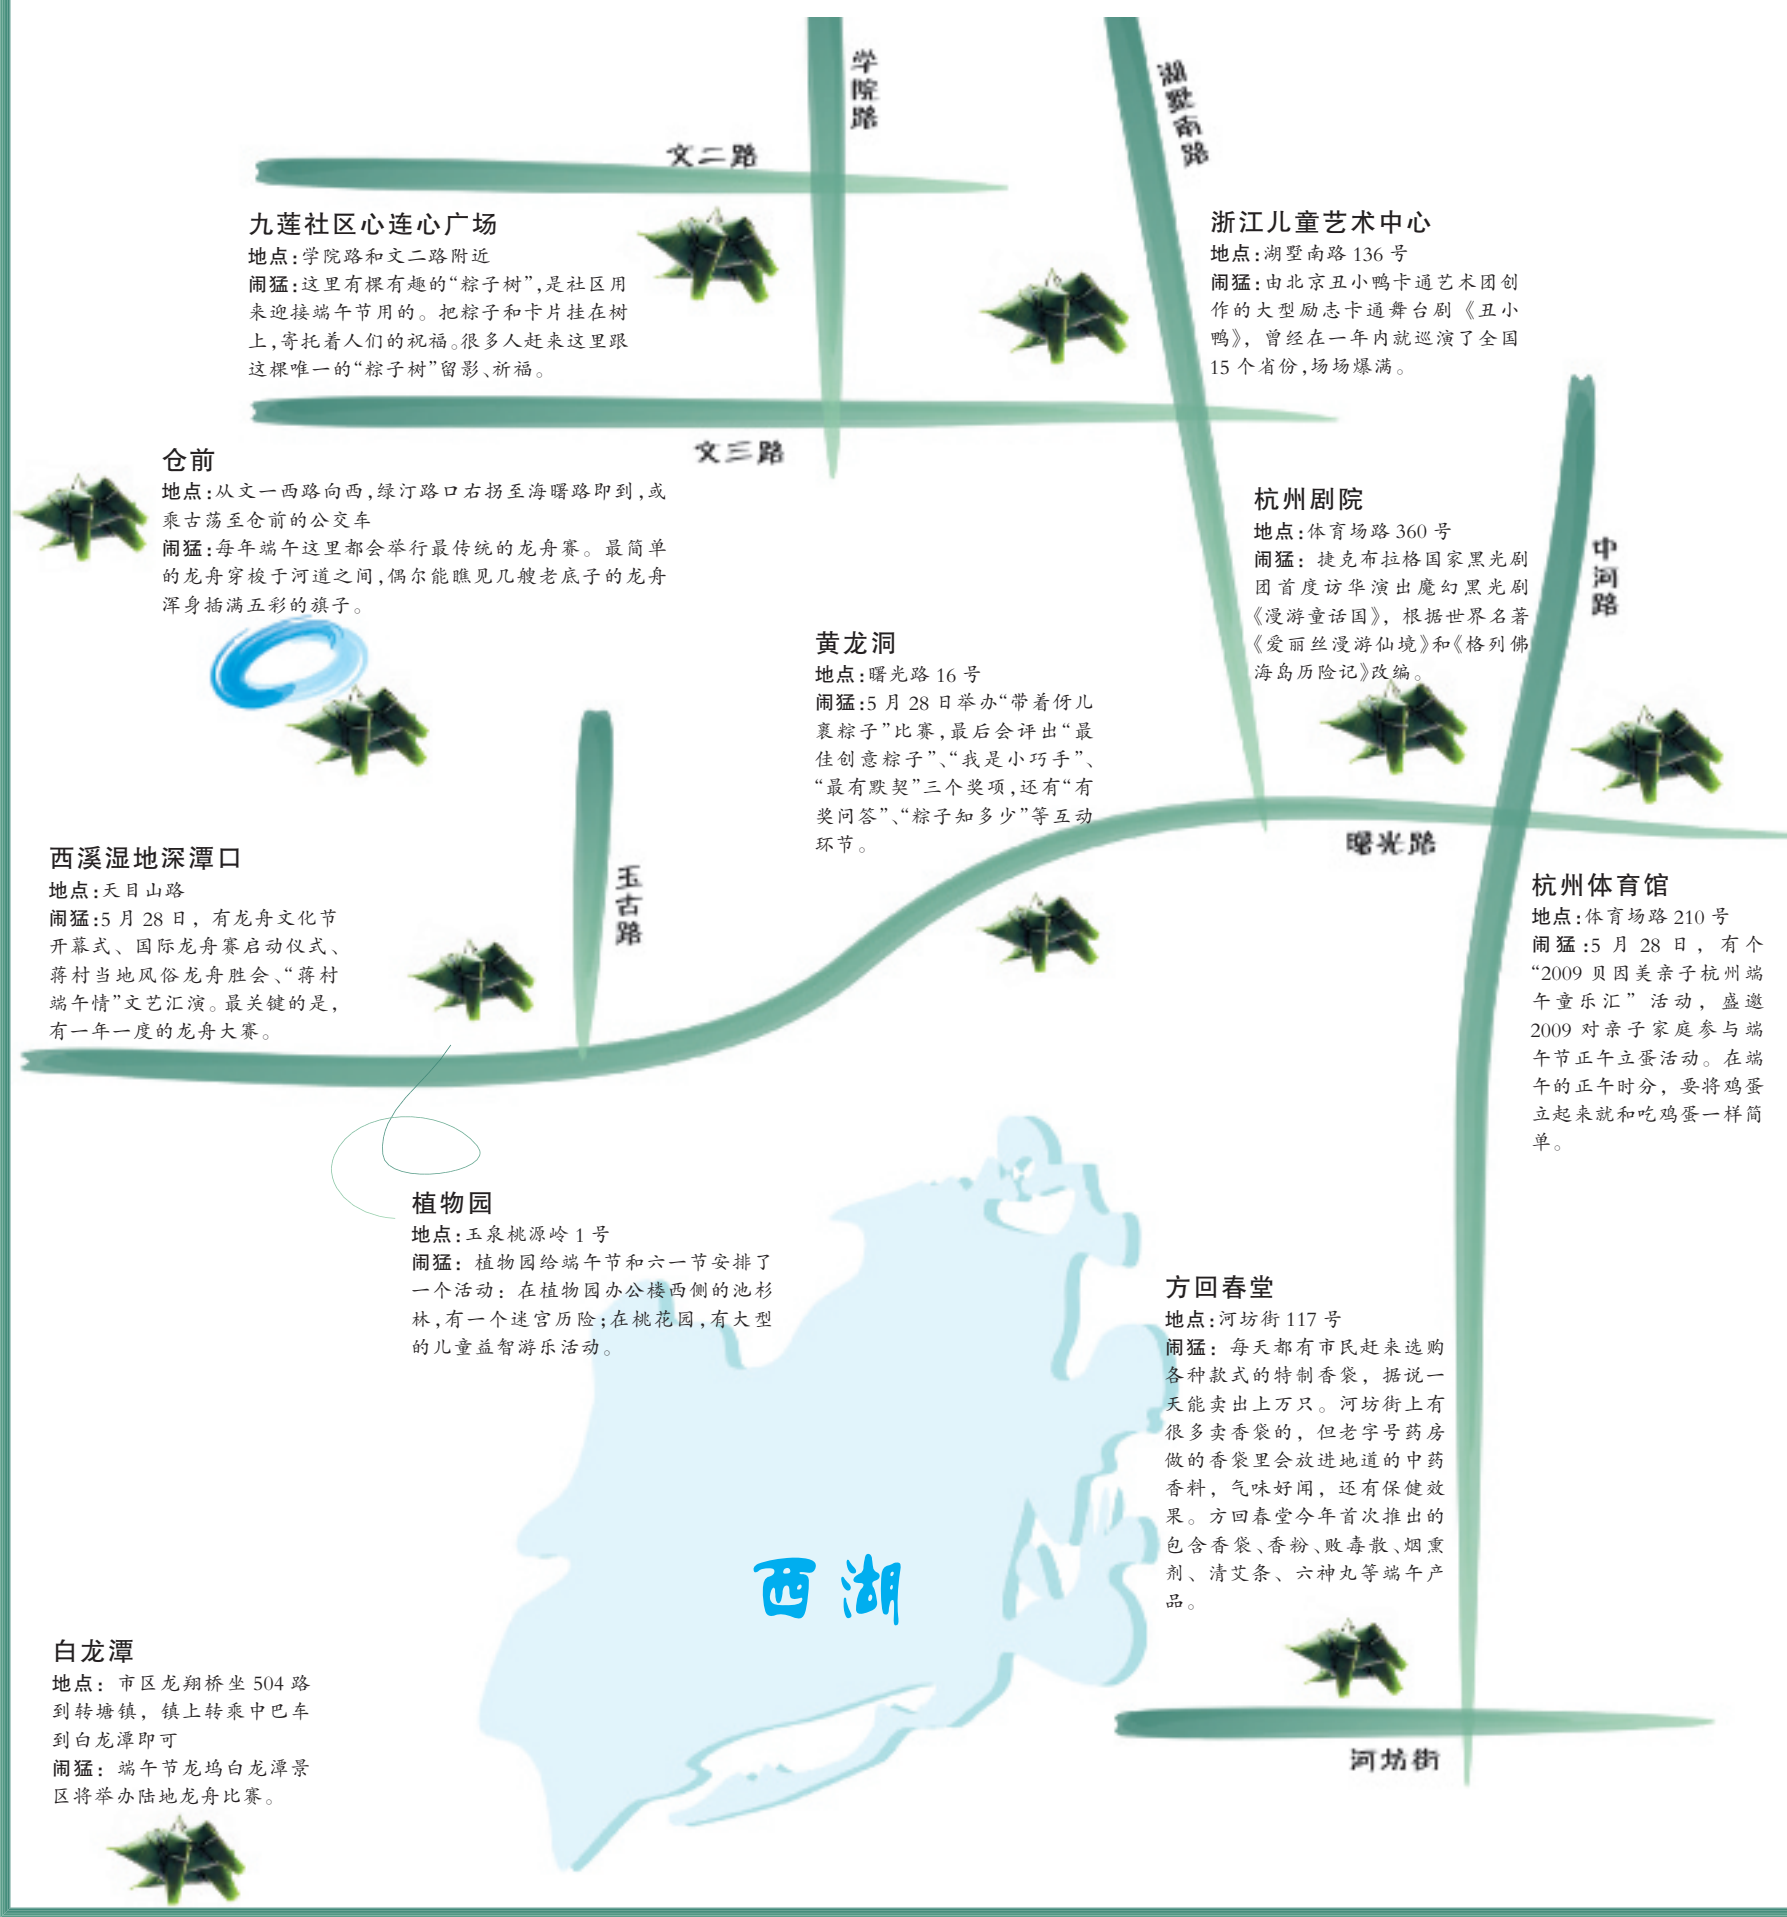 学院路
湖墅南路
文二路
九莲社区心连心广场
地点:学院路和文二路附近
闹猛:这里有棵有趣的“粽子树”,是社区用
来迎接端午节用的。把粽子和卡片挂在树
上,寄托着人们的祝福。很多人赶来这里跟
这棵唯一的“粽子树”留影、祈福。
浙江儿童艺术中心
地点:湖墅南路 136 号
闹猛:由北京丑小鸭卡通艺术团创
作的大型励志卡通舞台剧《丑小
鸭》，曾经在一年内就巡演了全国
15 个省份,场场爆满。
文三路
仓前
地点:从文一西路向西,绿汀路口右拐至海曙路即到,或
乘古荡至仓前的公交车
闹猛:每年端午这里都会举行最传统的龙舟赛。最简单
的龙舟穿梭于河道之间,偶尔能瞧见几艘老底子的龙舟
浑身插满五彩的旗子。
杭州剧院
地点:体育场路 360 号
闹猛：捷克布拉格国家黑光剧
团首度访华演出魔幻黑光剧
《漫游童话国》，根据世界名著
《爱丽丝漫游仙境》和《格列佛
海岛历险记》改编。
中河路
黄龙洞
地点:曙光路 16 号
闹猛:5 月 28 日举办“带着伢儿
裹粽子”比赛,最后会评出“最
佳创意粽子”、“我是小巧手”、
“最有默契”三个奖项,还有“有
奖问答”、“粽子知多少”等互动
环节。
曙光路
西溪湿地深潭口
地点:天目山路
闹猛:5 月 28 日，有龙舟文化节
开幕式、国际龙舟赛启动仪式、
蒋村当地风俗龙舟胜会、“蒋村
端午情”文艺汇演。最关键的是，
有一年一度的龙舟大赛。
玉古路
杭州体育馆
地点:体育场路 210 号
闹猛:5 月 28 日，有个
“2009 贝因美亲子杭州端
午童乐汇”活动，盛邀
2009 对亲子家庭参与端
午节正午立蛋活动。在端
午的正午时分，要将鸡蛋
立起来就和吃鸡蛋一样简
单。
植物园
地点:玉泉桃源岭 1 号
闹猛：植物园给端午节和六一节安排了
一个活动：在植物园办公楼西侧的池杉
林,有一个迷宫历险;在桃花园,有大型
的儿童益智游乐活动。
方回春堂
地点:河坊街 117 号
闹猛：每天都有市民赶来选购
各种款式的特制香袋，据说一
天能卖出上万只。河坊街上有
很多卖香袋的，但老字号药房
做的香袋里会放进地道的中药
香料，气味好闻，还有保健效
果。方回春堂今年首次推出的
包含香袋、香粉、败毒散、烟熏
剂、清艾条、六神丸等端午产
品。
西湖
白龙潭
地点：市区龙翔桥坐 504 路
到转塘镇，镇上转乘中巴车
到白龙潭即可
闹猛：端午节龙坞白龙潭景
区将举办陆地龙舟比赛。
河坊街